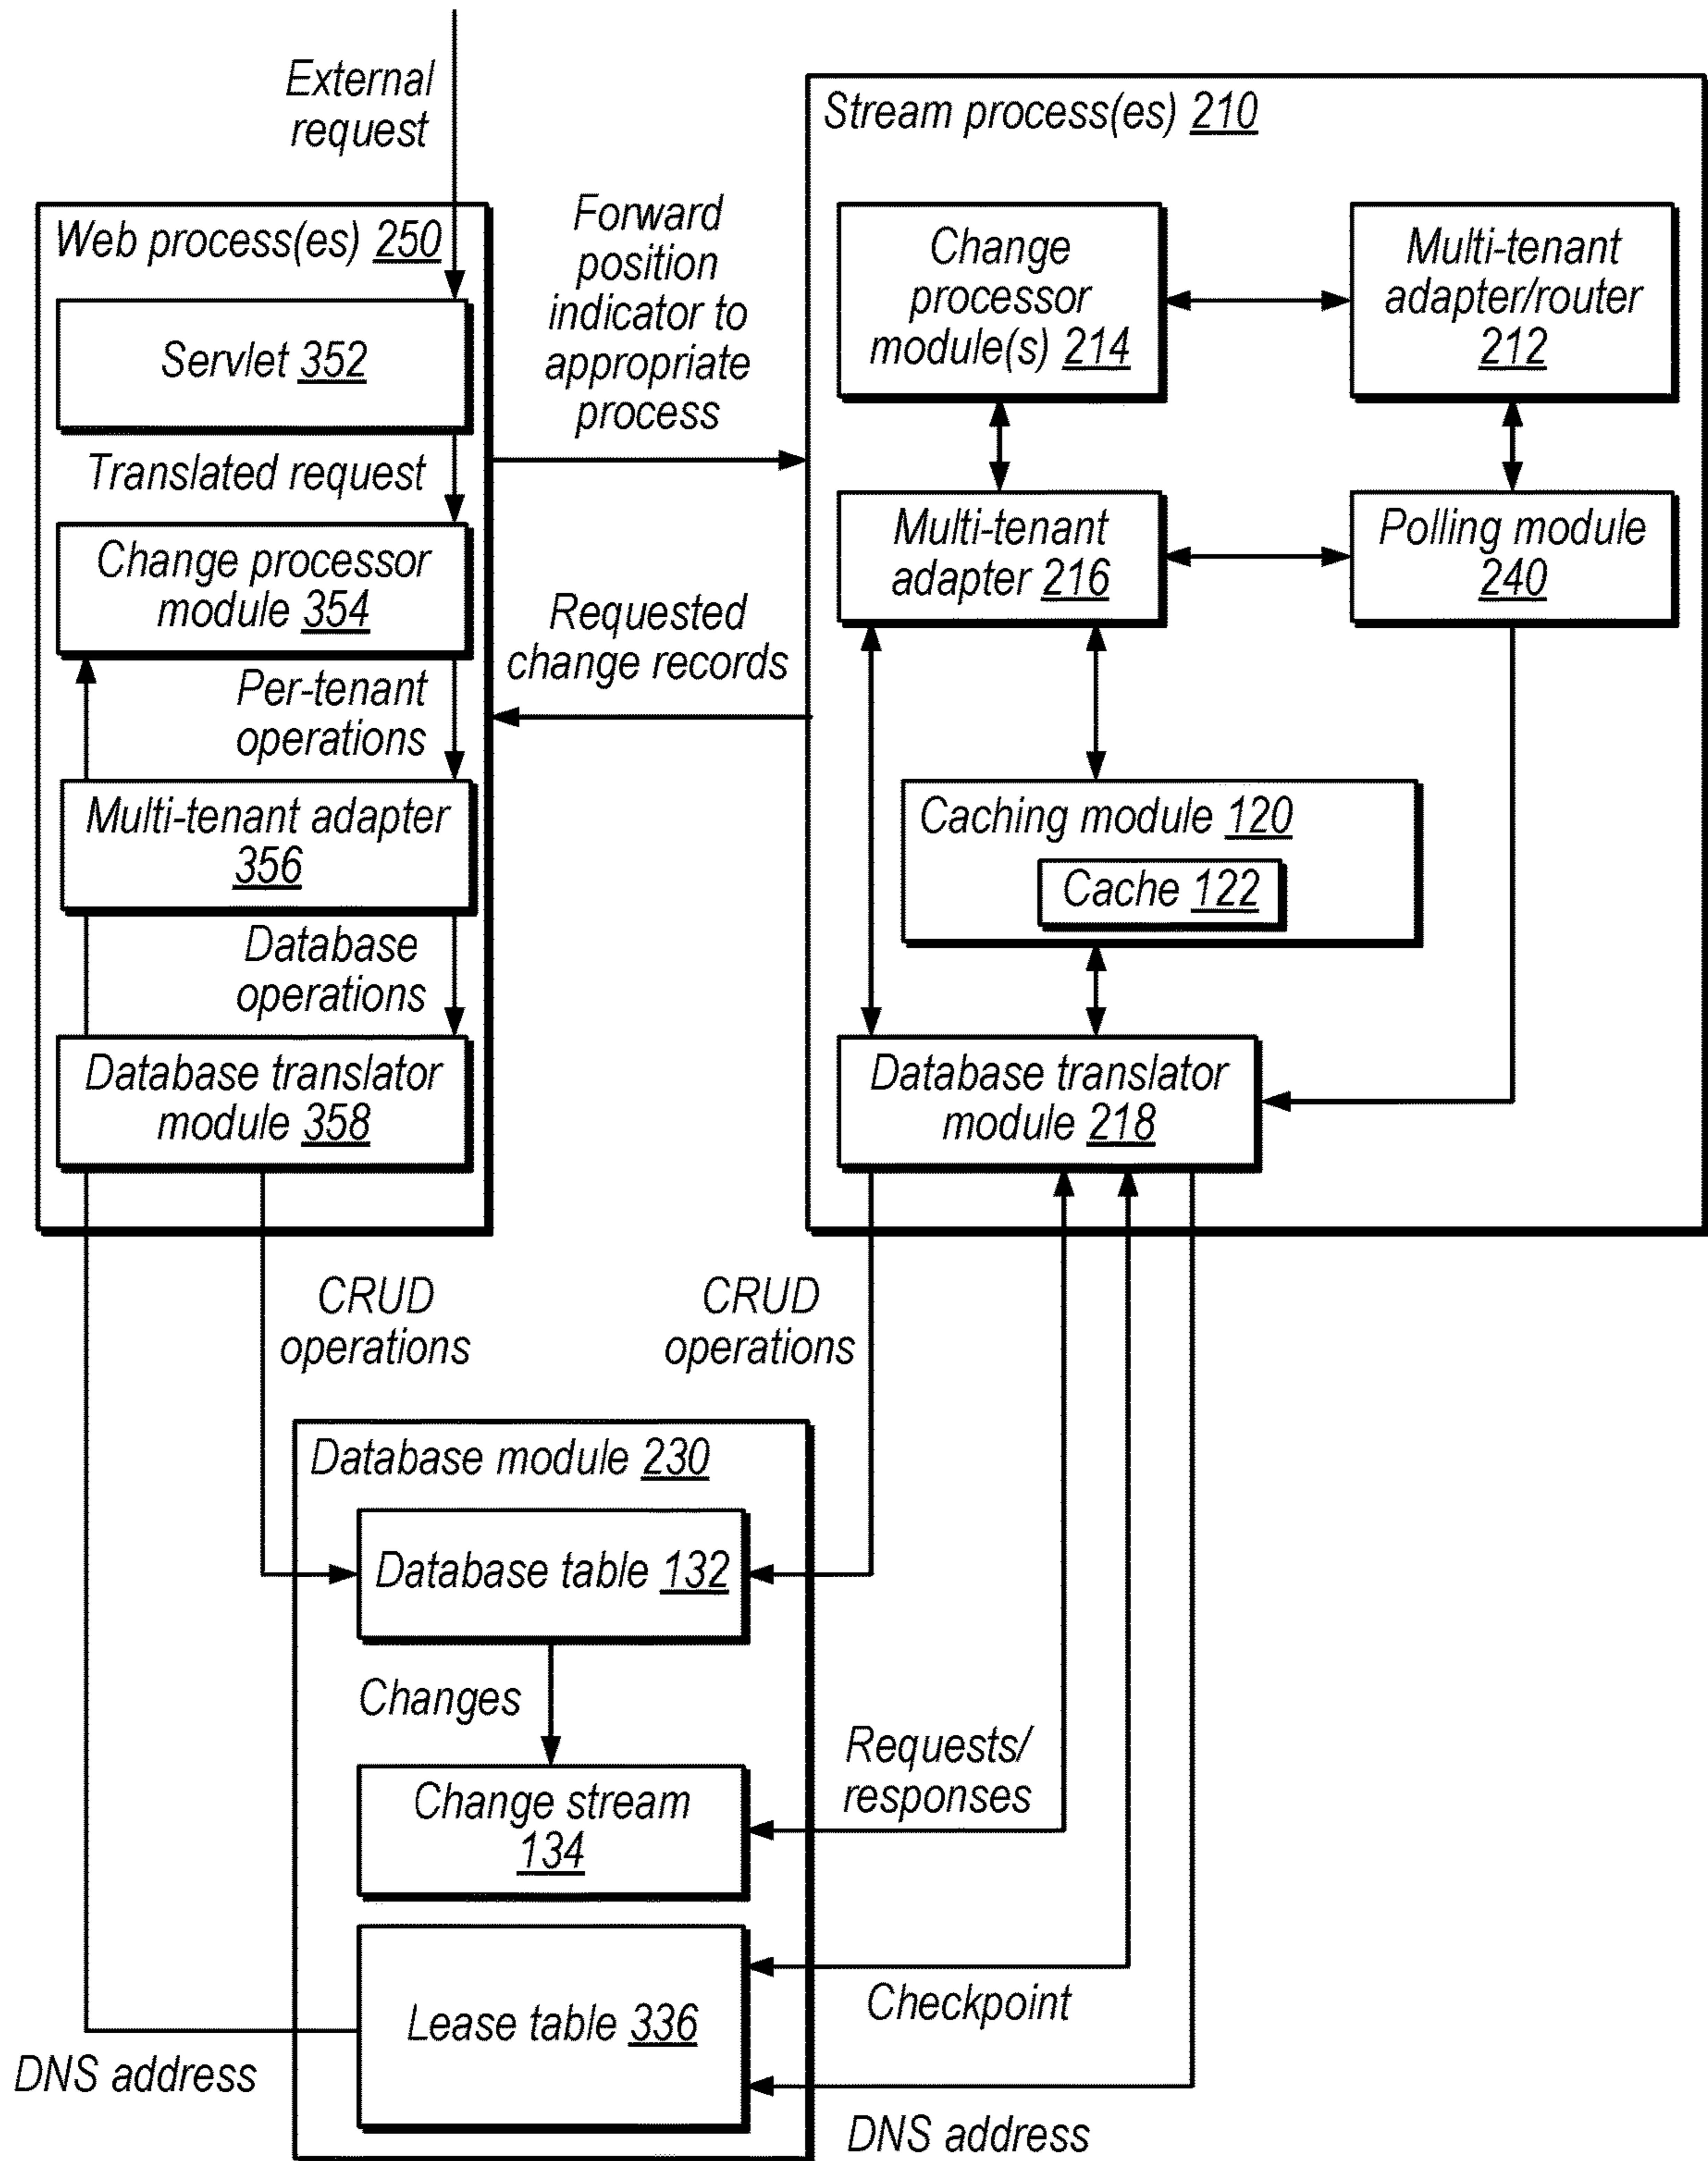 External
request
Web process(es) 250
Servlet 352
Translated request
Change processor
module 354
Per-tenant
operations
Multi-tenant adapter
356
Database
operations
Database translator
module 358
Forward
position
indicator to
appropriate
process
Requested
change records
Stream process(es) 210
Change
processor
module(s) 214
Multi-tenant
adapter/router
212
Multi-tenant
adapter 216
Polling module
240
Caching module 120
Cache 122
Database translator
module 218
CRUD
operations
CRUD
operations
Database module 230
Database table 132
Changes
Change stream
134
Requests/
responses
Lease table 336
Checkpoint
DNS address
DNS address